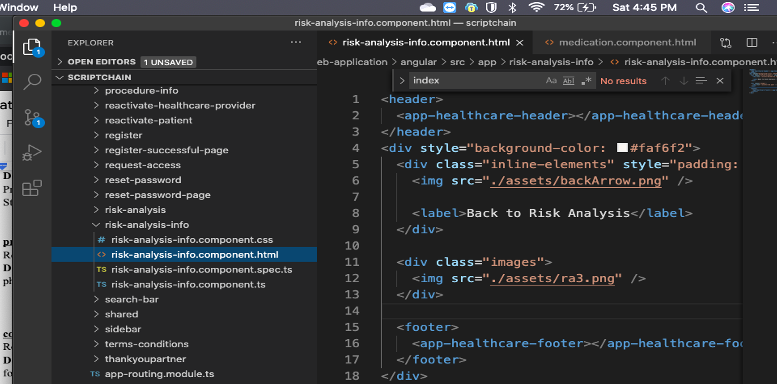 Window Help
72% Sat 4:45 PM
risk-analysis-info.component.html — scriptchain
EXPLORER
OPEN EDITORS 1 UNSAVED
SCRIPTCHAIN
procedure-info
reactivate-healthcare-provider
reactivate-patient
register
register-successful-page
request-access
reset-password
reset-password-page
risk-analysis
risk-analysis-info
# risk-analysis-info.component.css
<> risk-analysis-info.component.html
TS risk-analysis-info.component.spec.ts
TS risk-analysis-info.component.ts
search-bar
shared
sidebar
terms-conditions
thankyoupartner
TS app-routing.module.ts
1
1
<> risk-analysis-info.component.html × <> medication.component.html
eb-application > angular > src > app > risk-analysis-info > <> risk-analysis-info.component.h
> index Aa Abl .* No results
1 <header>
2 <app-healthcare-header></app-healthcare-head
3 </header>
4 <div style="background-color: #faf6f2">
5 <div class="inline-elements" style="padding:
6 <img src="./assets/backArrow.png" />
7
8 <label>Back to Risk Analysis</label>
9 </div>
10
11 <div class="images">
12 <img src="./assets/ra3.png" />
13 </div>
14
15 <footer>
16 <app-healthcare-footer></app-healthcare-foot
17 </footer>
18 </div>